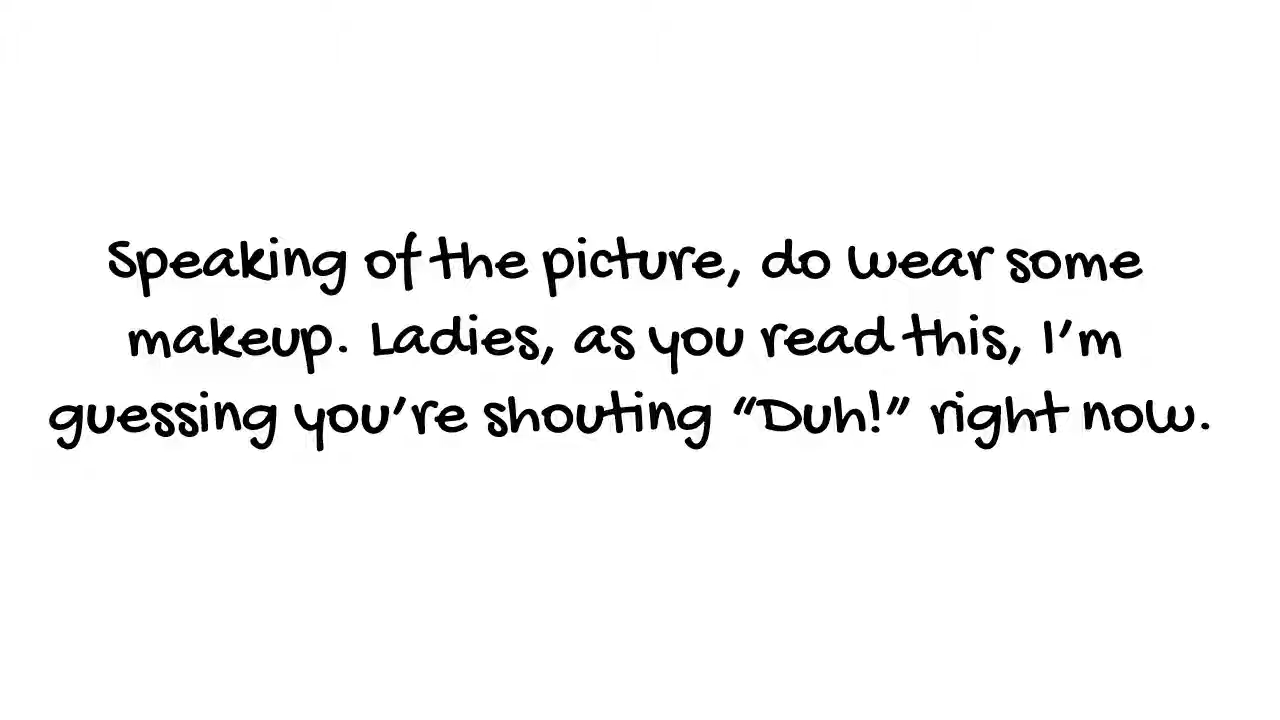 Speaking of the picture, do wear some
makeup. Ladies, as you read this, I'm
guessing you're shouting "Duh!" right now.